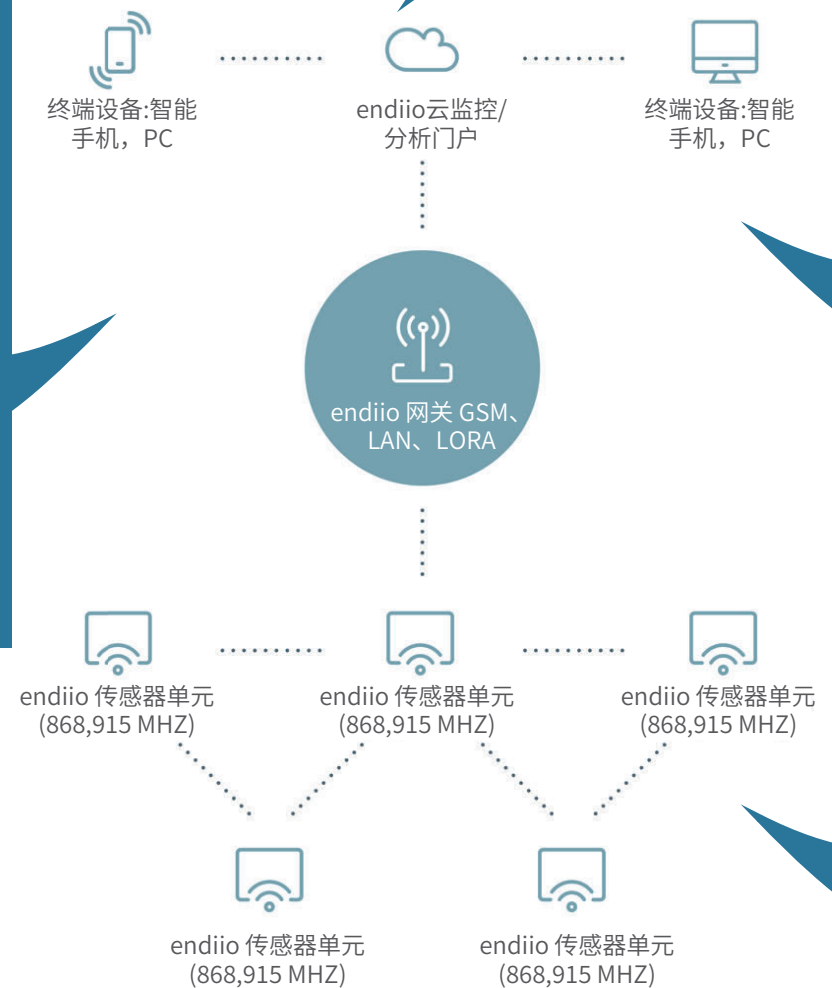 终端设备:智能
手机，PC
endiio云监控/
分析门户
终端设备:智能
手机，PC
endiio 网关 GSM、
LAN、LORA
endiio 传感器单元
(868,915 MHZ)
endiio 传感器单元
(868,915 MHZ)
endiio 传感器单元
(868,915 MHZ)
endiio 传感器单元
(868,915 MHZ)
endiio 传感器单元
(868,915 MHZ)